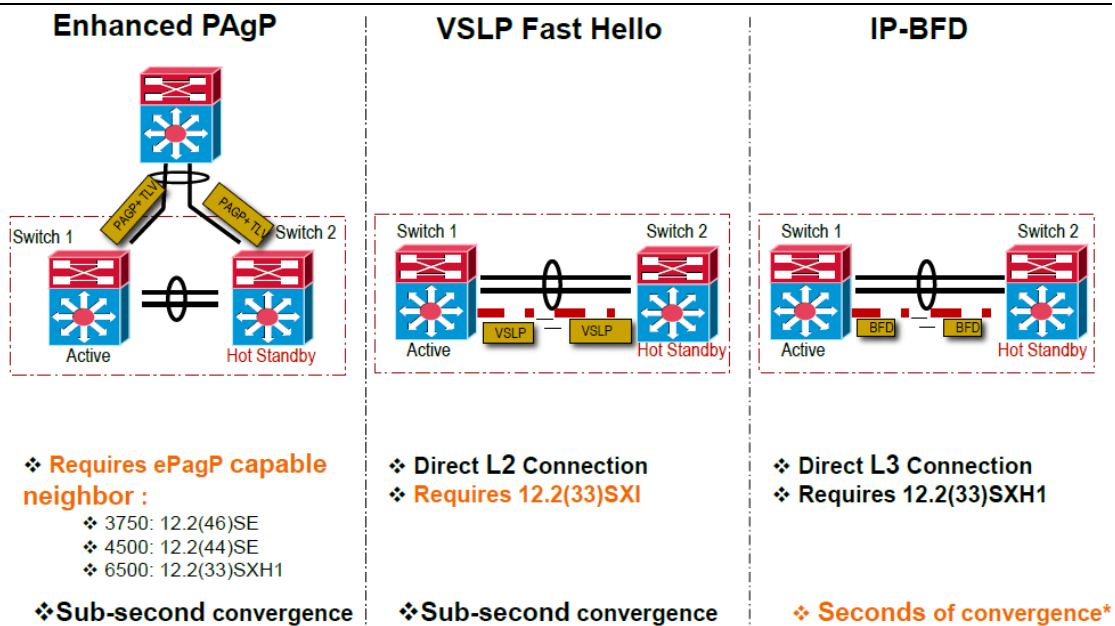 Enhanced PAgP
PAGP+ TLV
PAGP+ TLV
Switch 1
Switch 2
Active
Hot Standby
❖ Requires ePagP capable
neighbor :
❖ 3750: 12.2(46)SE
❖ 4500: 12.2(44)SE
❖ 6500: 12.2(33)SXH1
❖Sub-second convergence
VSLP Fast Hello
Switch 1
Switch 2
VSLP
VSLP
Active
Hot Standby
❖ Direct L2 Connection
❖ Requires 12.2(33)SXI
❖Sub-second convergence
IP-BFD
Switch 1
Switch 2
BFD
BFD
Active
Hot Standby
❖ Direct L3 Connection
❖ Requires 12.2(33)SXH1
❖ Seconds of convergence*